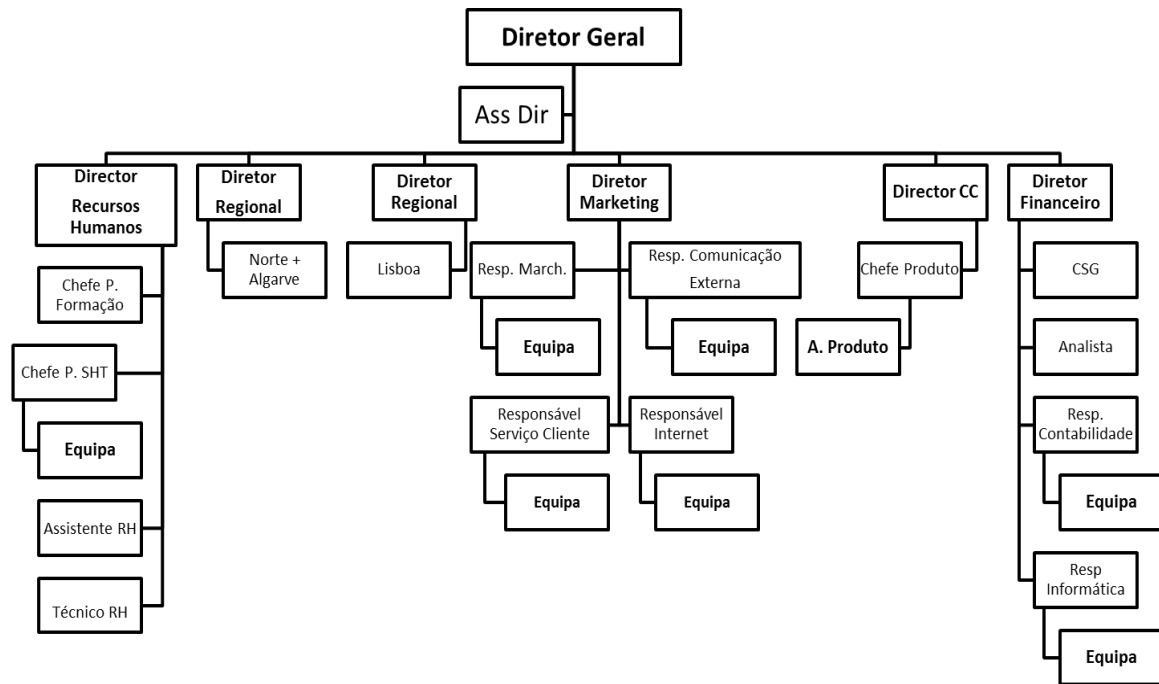 Diretor Geral
Ass Dir
Director
Recursos
Humanos
Diretor
Regional
Diretor
Regional
Diretor
Marketing
Director CC
Diretor
Financeiro
Chefe P.
Formação
Chefe P. SHT
Equipa
Assistente RH
Técnico RH
Norte +
Algarve
Lisboa
Resp. March.
Equipa
Resp. Comunicação
Externa
Equipa
Responsável
Serviço Cliente
Equipa
Responsável
Internet
Equipa
Chefe Produto
A. Produto
CSG
Analista
Resp.
Contabilidade
Equipa
Resp
Informática
Equipa